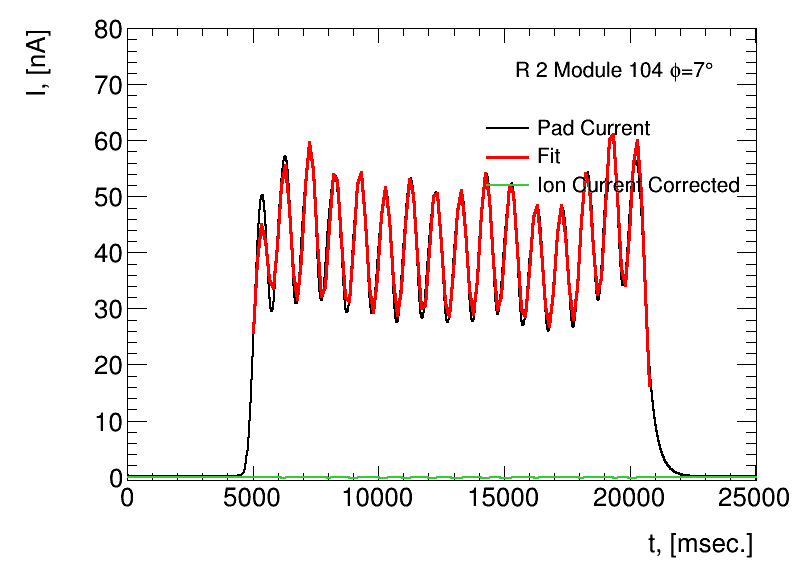 I, [nA]
80
70
60
50
40
30
20
10
0
R 2 Module 104 ϕ=7°
Pad Current
Fit
Ion Current Corrected
0 5000 10000 15000 20000 25000
t, [msec.]